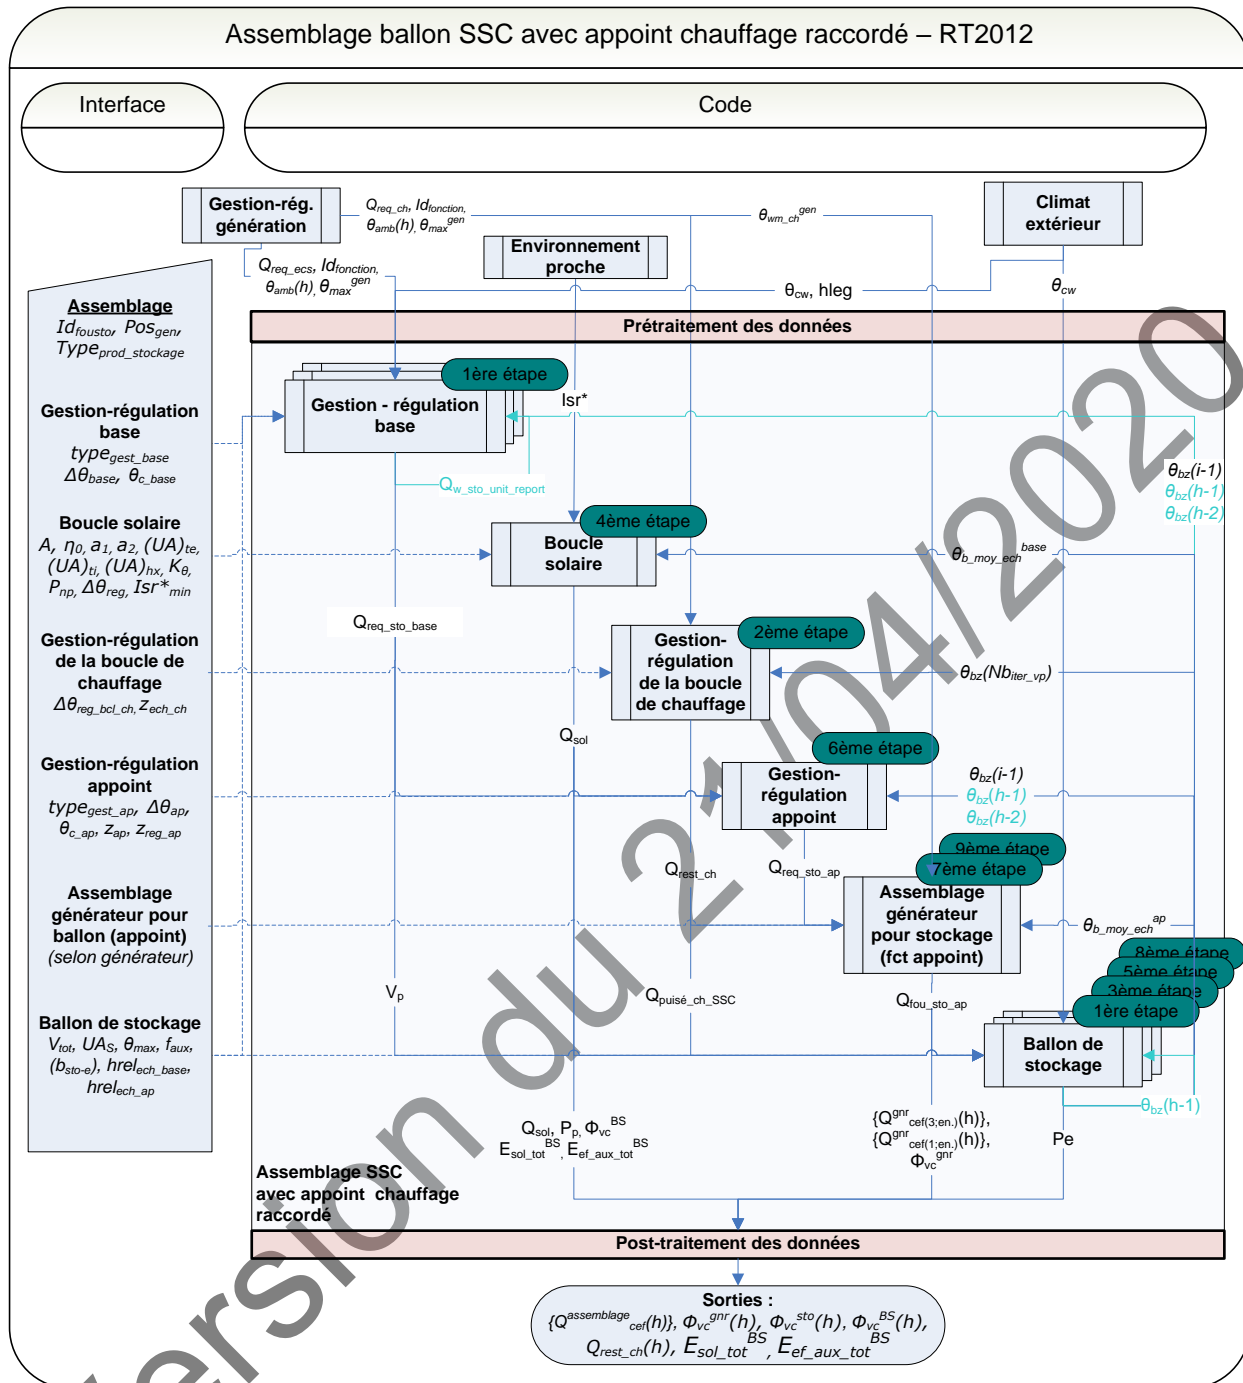 Assemblage ballon SSC avec appoint chauffage raccordé – RT2012
Interface
Code
Gestion-rég.
génération
Q_req_ch, Id_fonction,
θ_amb(h), θ_max^gen
θ_wm_ch^gen
Climat
extérieur
Environnement
proche
Q_req_ecs, Id_fonction,
θ_amb(h), θ_max^gen
θ_cw, hleg
θ_cw
Assemblage
Id_fousto, Pos_gen,
Type_prod_stockage
Gestion-régulation
base
type_gest_base
Δθ_base, θ_c_base
Boucle solaire
A, η_0, a_1, a_2, (UA)_te,
(UA)_ti, (UA)_hx, K_θ,
P_np, Δθ_reg, Isr*_min
Gestion-régulation
de la boucle de
chauffage
Δθ_reg_bcl_ch, z_ech_ch
Gestion-régulation
appoint
type_gest_ap, Δθ_ap,
θ_c_ap, z_ap, z_reg_ap
Assemblage
générateur pour
ballon (appoint)
(selon générateur)
Ballon de stockage
V_tot, UA_S, θ_max, f_aux,
(b_sto-e), hrel_ech_base,
hrel_ech_ap
Prétraitement des données
1ère étape
Gestion - régulation
base
Isr*
Q_w_sto_unit_report
θ_bz(i-1)
θ_bz(h-1)
θ_bz(h-2)
4ème étape
Boucle
solaire
θ_b_moy_ech^base
Q_req_sto_base
2ème étape
Gestion-
régulation
de la boucle
de chauffage
θ_bz(Nb_iter_vp)
Q_sol
6ème étape
Gestion-
régulation
appoint
θ_bz(i-1)
θ_bz(h-1)
θ_bz(h-2)
Q_rest_ch
Q_req_sto_ap
9ème étape
7ème étape
Assemblage
générateur
pour stockage
(fct appoint)
θ_b_moy_ech^ap
8ème étape
5ème étape
3ème étape
1ère étape
V_p
Q_puisé_ch_SSC
Q_fou_sto_ap
Ballon de
stockage
θ_bz(h-1)
Q_sol, P_p, Φ_vc^BS
E_sol_tot^BS, E_ef_aux_tot^BS
{Q^gnr_cef(3;en.)(h)},
{Q^gnr_cef(1;en.)(h)},
Φ_vc^gnr
Pe
Assemblage SSC
avec appoint chauffage
raccordé
Post-traitement des données
Sorties :
{Q^assemblage_cef(h)}, Φ_vc^gnr(h), Φ_vc^sto(h), Φ_vc^BS(h),
Q_rest_ch(h), E_sol_tot^BS, E_ef_aux_tot^BS
Version du 21/04/2020